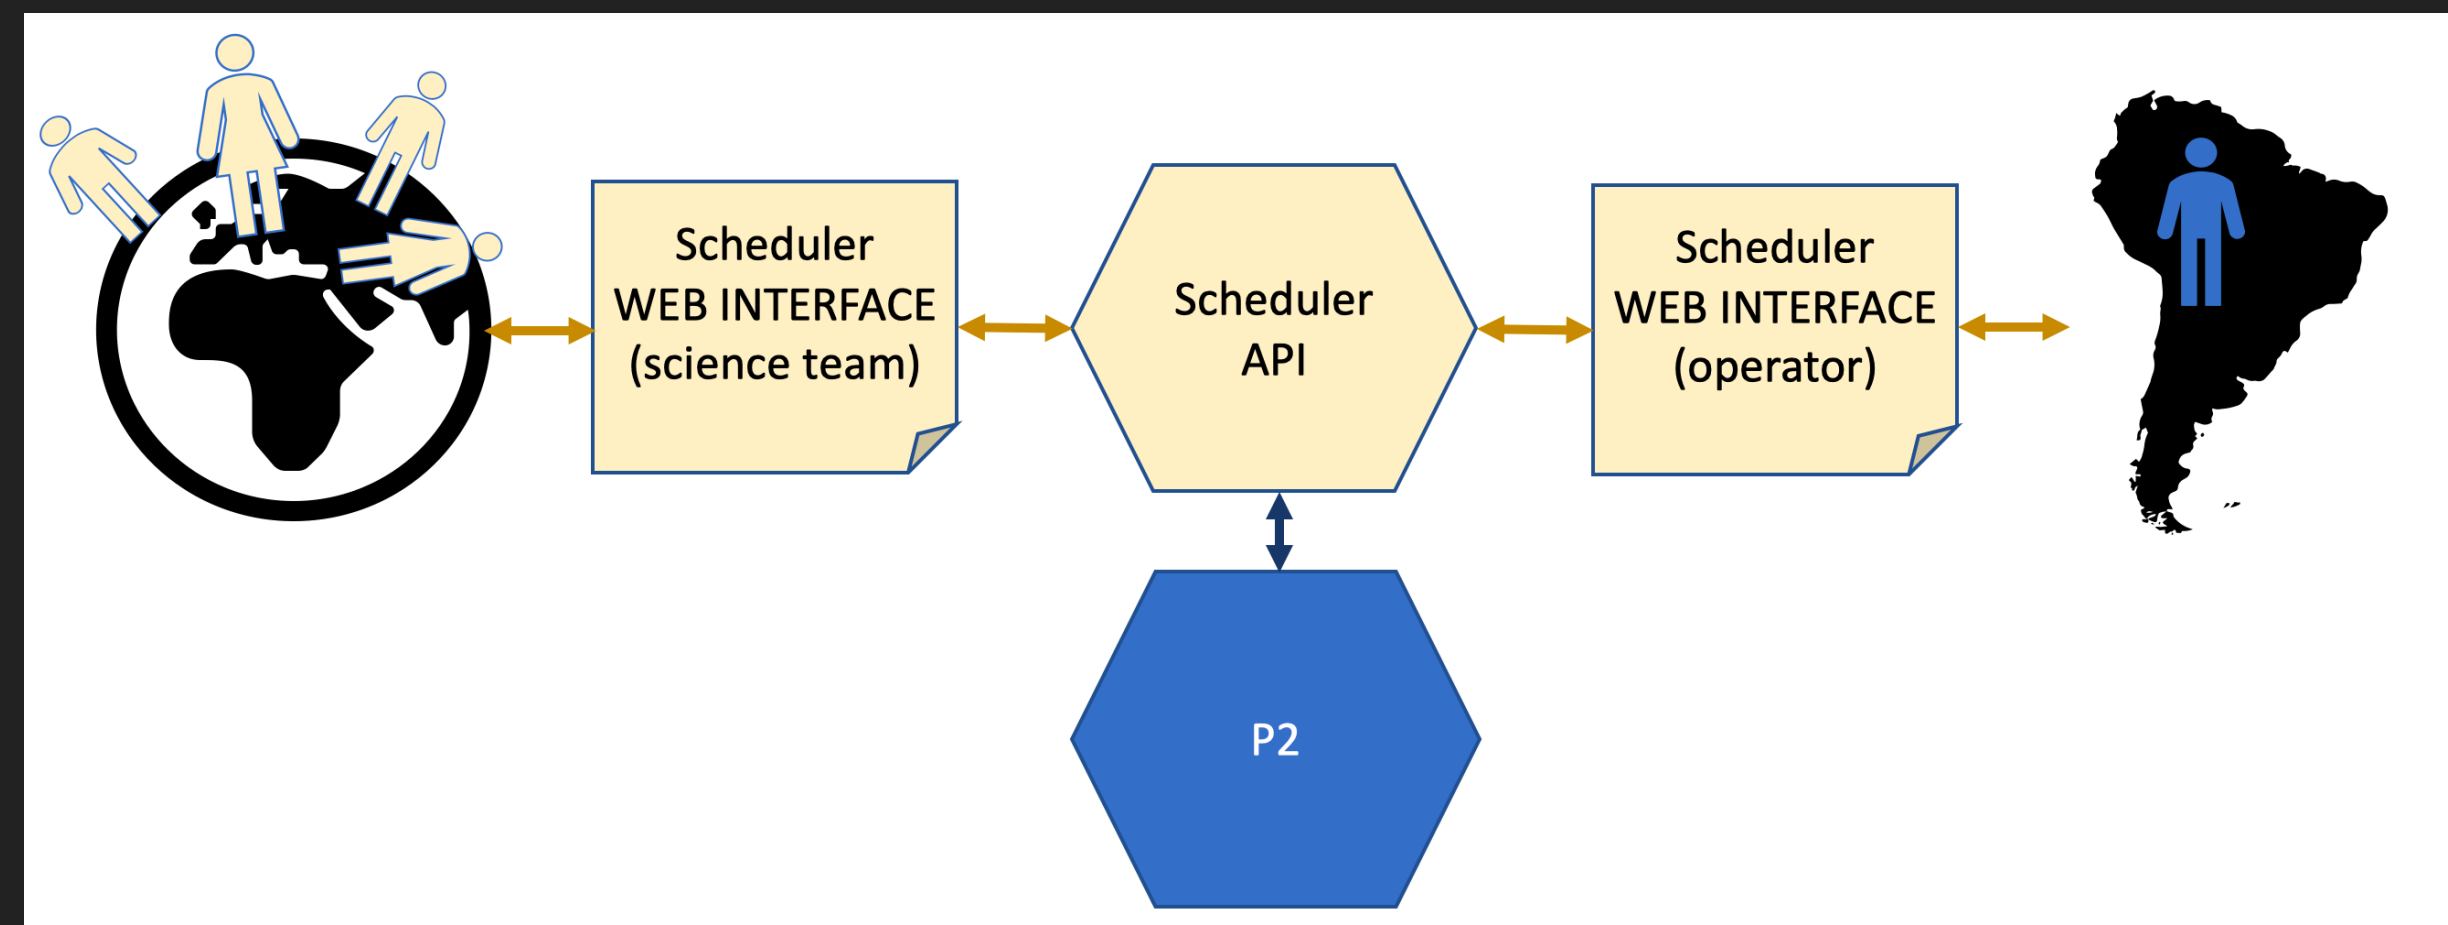 Scheduler
WEB INTERFACE
(science team)
Scheduler
API
Scheduler
WEB INTERFACE
(operator)
P2